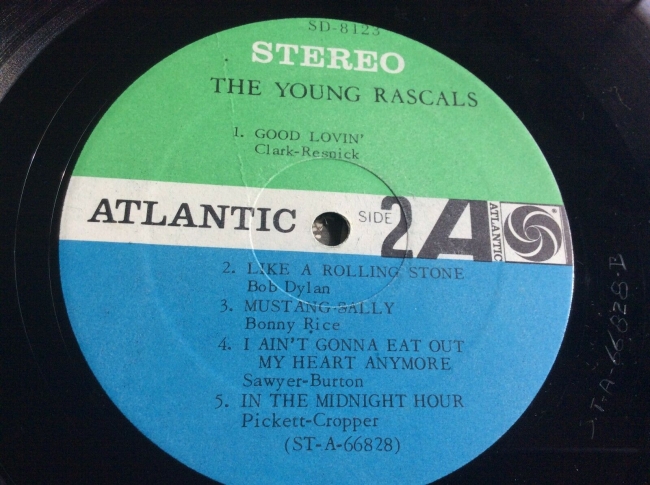 SD-8123
STEREO
THE YOUNG RASCALS
1. GOOD LOVIN'
Clark-Resnick
ATLANTIC SIDE 2 A ATLANTIC
2. LIKE A ROLLING STONE
Bob Dylan
3. MUSTANG SALLY
Bonny Rice
4. I AIN'T GONNA EAT OUT
MY HEART ANYMORE
Sawyer-Burton
5. IN THE MIDNIGHT HOUR
Pickett-Cropper
(ST-A-66828)